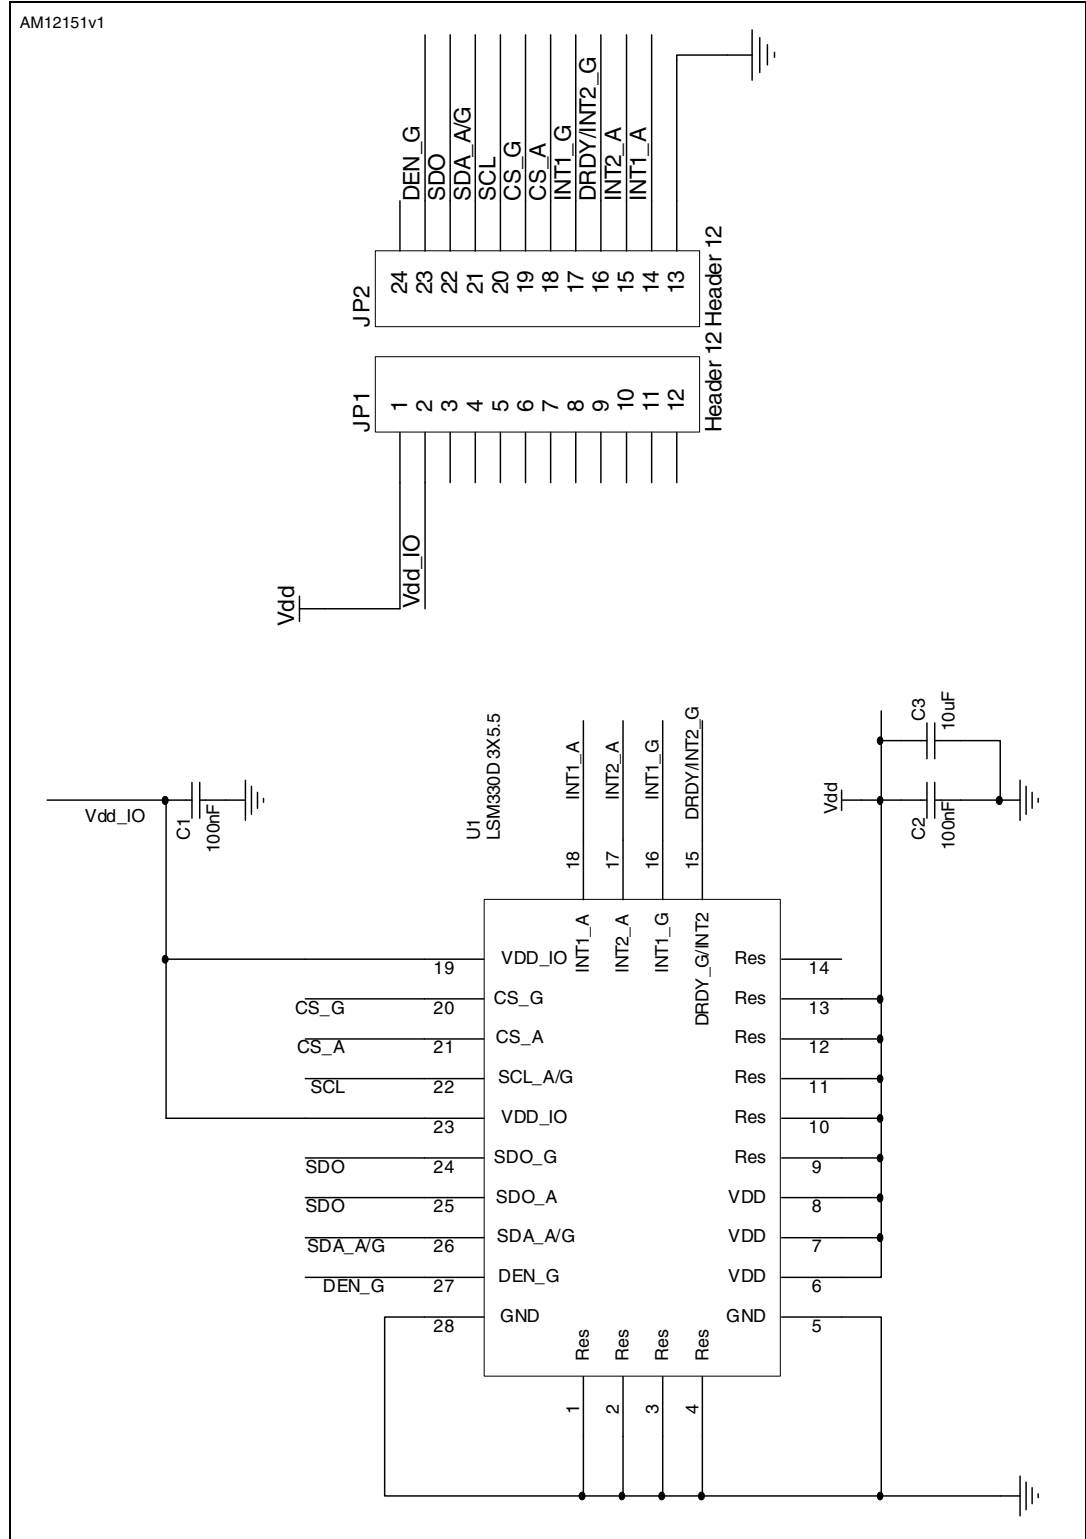 AM12151v1
DEN_G
SDO
SDA_A/G
SCL
CS_G
CS_A
INT1_G
DRDY/INT2_G
INT2_A
INT1_A
JP2
24
23
22
21
20
19
18
17
16
15
14
13
Header 12
JP1
1
2
3
4
5
6
7
8
9
10
11
12
Header 12
Vdd
Vdd_IO
Vdd_IO
C1
100nF
U1
LSM330D 3X5.5
18 INT1_A
17 INT2_A
16 INT1_G
15 DRDY/INT2_G
INT1_A
INT2_A
INT1_G
DRDY_G/INT2
Vdd
C3
10uF
C2
100nF
19 VDD_IO
CS_G 20 CS_G
CS_A 21 CS_A
SCL 22 SCL_A/G
23 VDD_IO
SDO 24 SDO_G
SDO 25 SDO_A
SDA_A/G 26 SDA_A/G
DEN_G 27 DEN_G
28 GND
Res 14
Res 13
Res 12
Res 11
Res 10
Res 9
VDD 8
VDD 7
VDD 6
GND 5
Res
Res
Res
Res
1
2
3
4